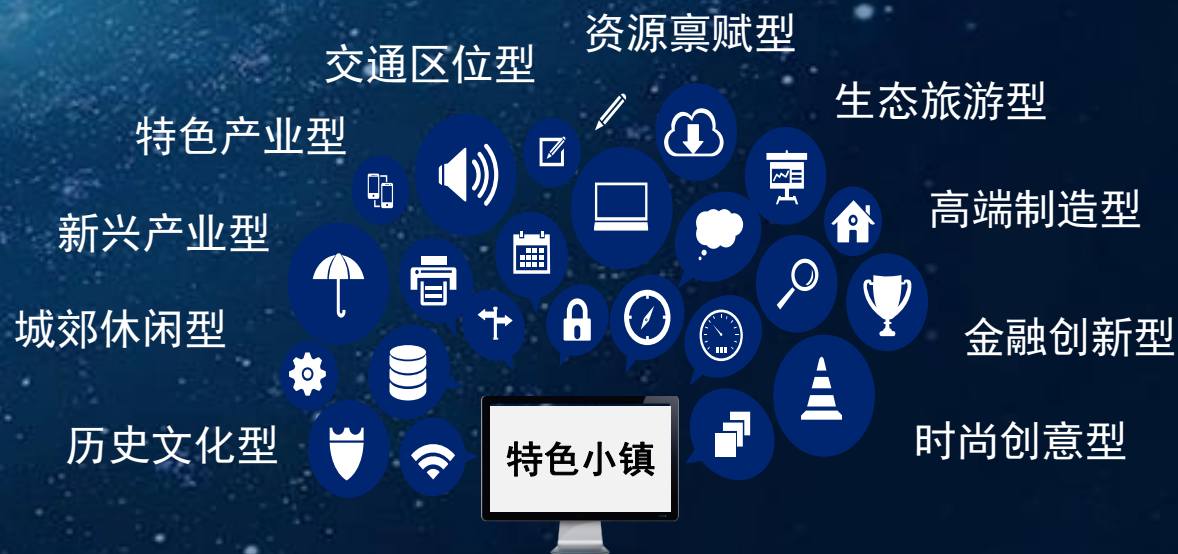 资源禀赋型
交通区位型
生态旅游型
特色产业型
高端制造型
新兴产业型
城郊休闲型
金融创新型
历史文化型
时尚创意型
特色小镇